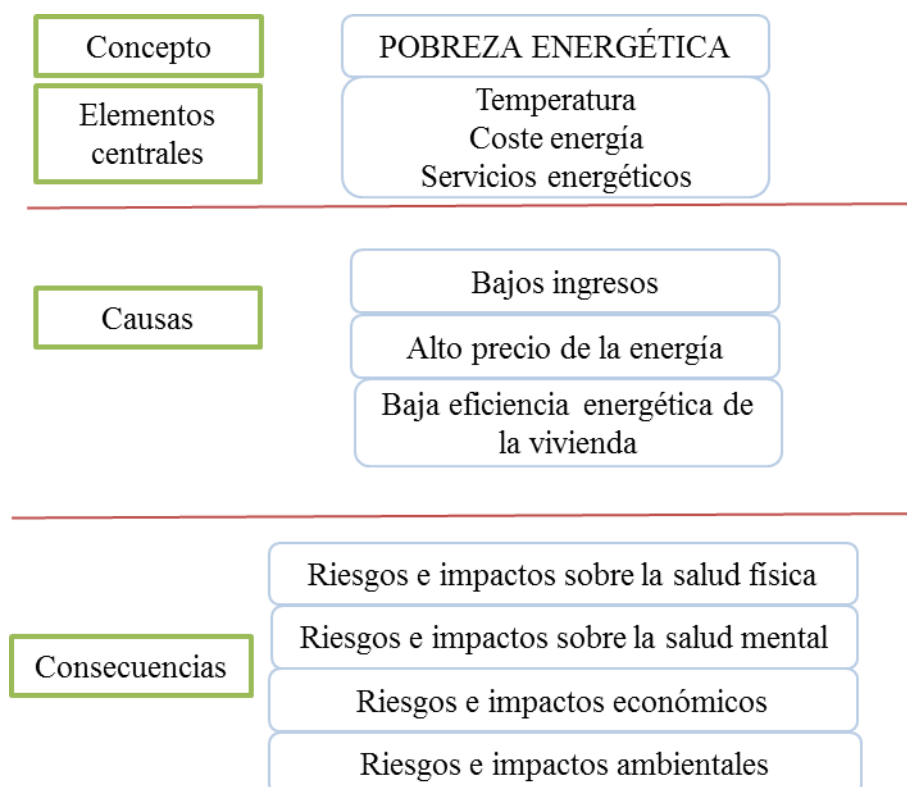 Concepto
POBREZA ENERGÉTICA
Elementos
centrales
Temperatura
Coste energía
Servicios energéticos
Causas
Bajos ingresos
Alto precio de la energía
Baja eficiencia energética de
la vivienda
Consecuencias
Riesgos e impactos sobre la salud física
Riesgos e impactos sobre la salud mental
Riesgos e impactos económicos
Riesgos e impactos ambientales